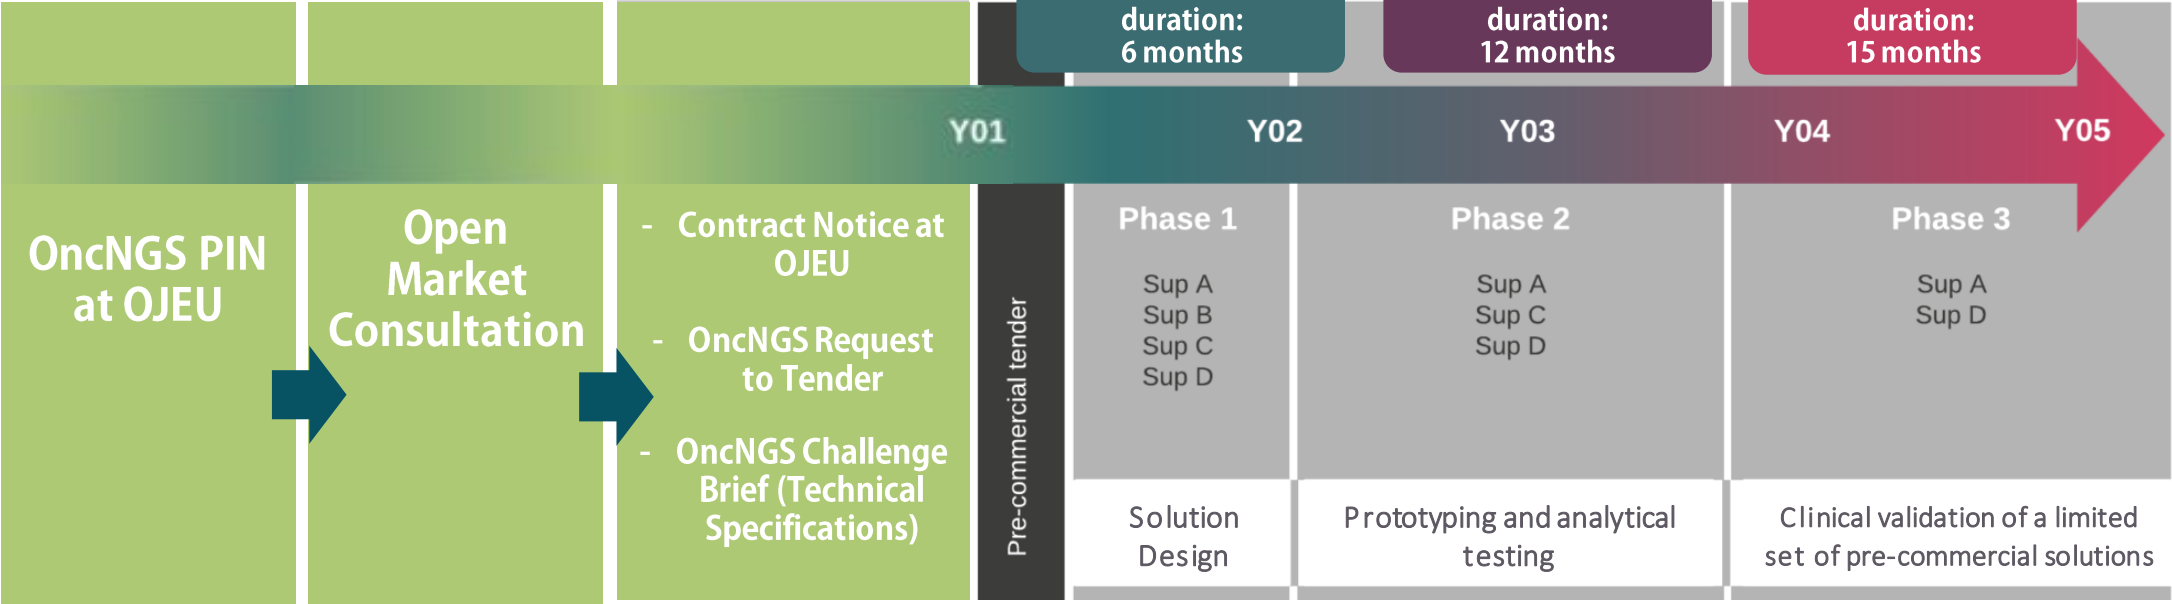 duration:
6 months
duration:
12 months
duration:
15 months
Y01
Y02
Y03
Y04
Y05
OncNGS PIN
at OJEU
Open
Market
Consultation
- Contract Notice at
OJEU
- OncNGS Request
to Tender
- OncNGS Challenge
Brief (Technical
Specifications)
Pre-commercial tender
Phase 1
Sup A
Sup B
Sup C
Sup D
Solution
Design
Phase 2
Sup A
Sup C
Sup D
Prototyping and analytical
testing
Phase 3
Sup A
Sup D
Clinical validation of a limited
set of pre-commercial solutions